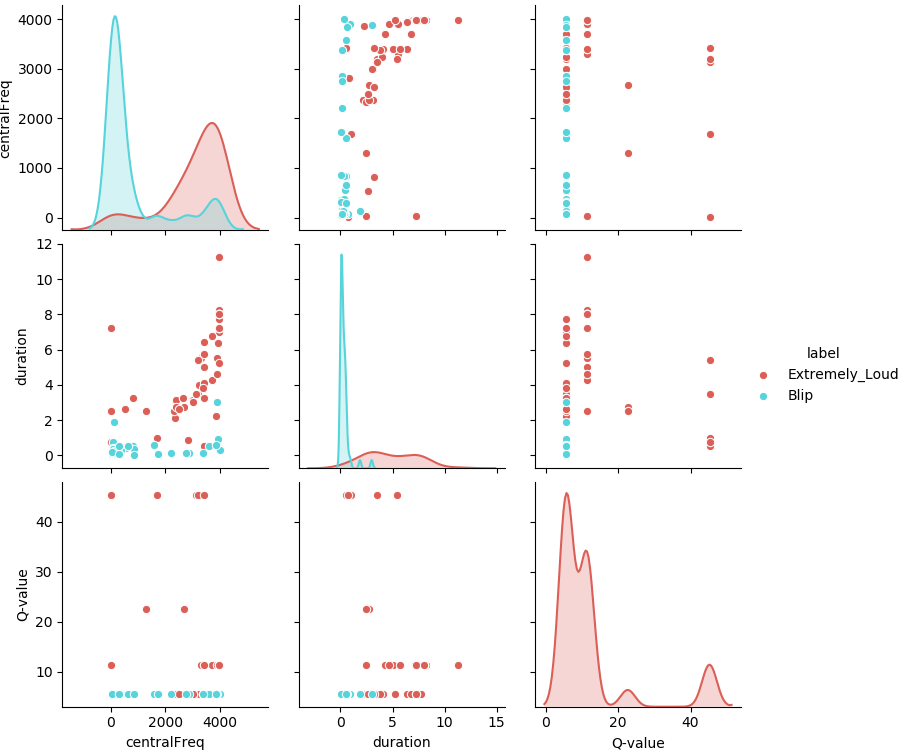 4000
3000
2000
1000
0
centralFreq
12
10
8
6
4
2
0
duration
label
Extremely_Loud
Blip
40
30
20
10
Q-value
0 2000 4000
0 5 10 15
0 20 40
centralFreq
duration
Q-value